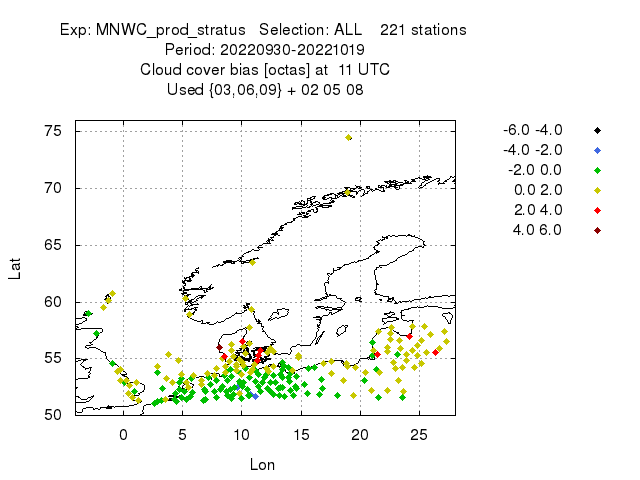 Exp: MNWC_prod_stratus   Selection: ALL    221 stations
Period: 20220930-20221019
Cloud cover bias [octas] at  11 UTC
Used {03,06,09} + 02 05 08
75
70
65
60
55
50
Lat
0 5 10 15 20 25
Lon
-6.0 -4.0
-4.0 -2.0
-2.0 0.0
0.0 2.0
2.0 4.0
4.0 6.0